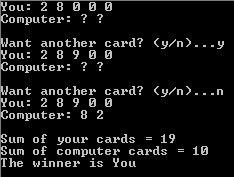 You: 2 8 0 0 0
Computer: ? ?
Want another card? (y/n)...y
You: 2 8 9 0 0
Computer: ? ?
Want another card? (y/n)...n
You: 2 8 9 0 0
Computer: 8 2
Sum of your cards = 19
Sum of computer cards = 10
The winner is You